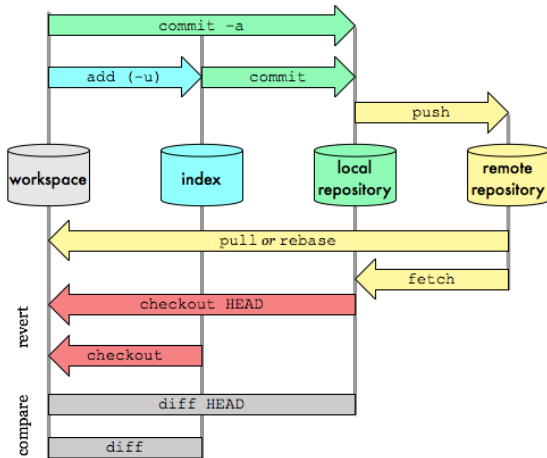 commit -a
add (-u)
commit
push
workspace
index
local
repository
remote
repository
pull or rebase
fetch
revert
checkout HEAD
checkout
compare
diff HEAD
diff